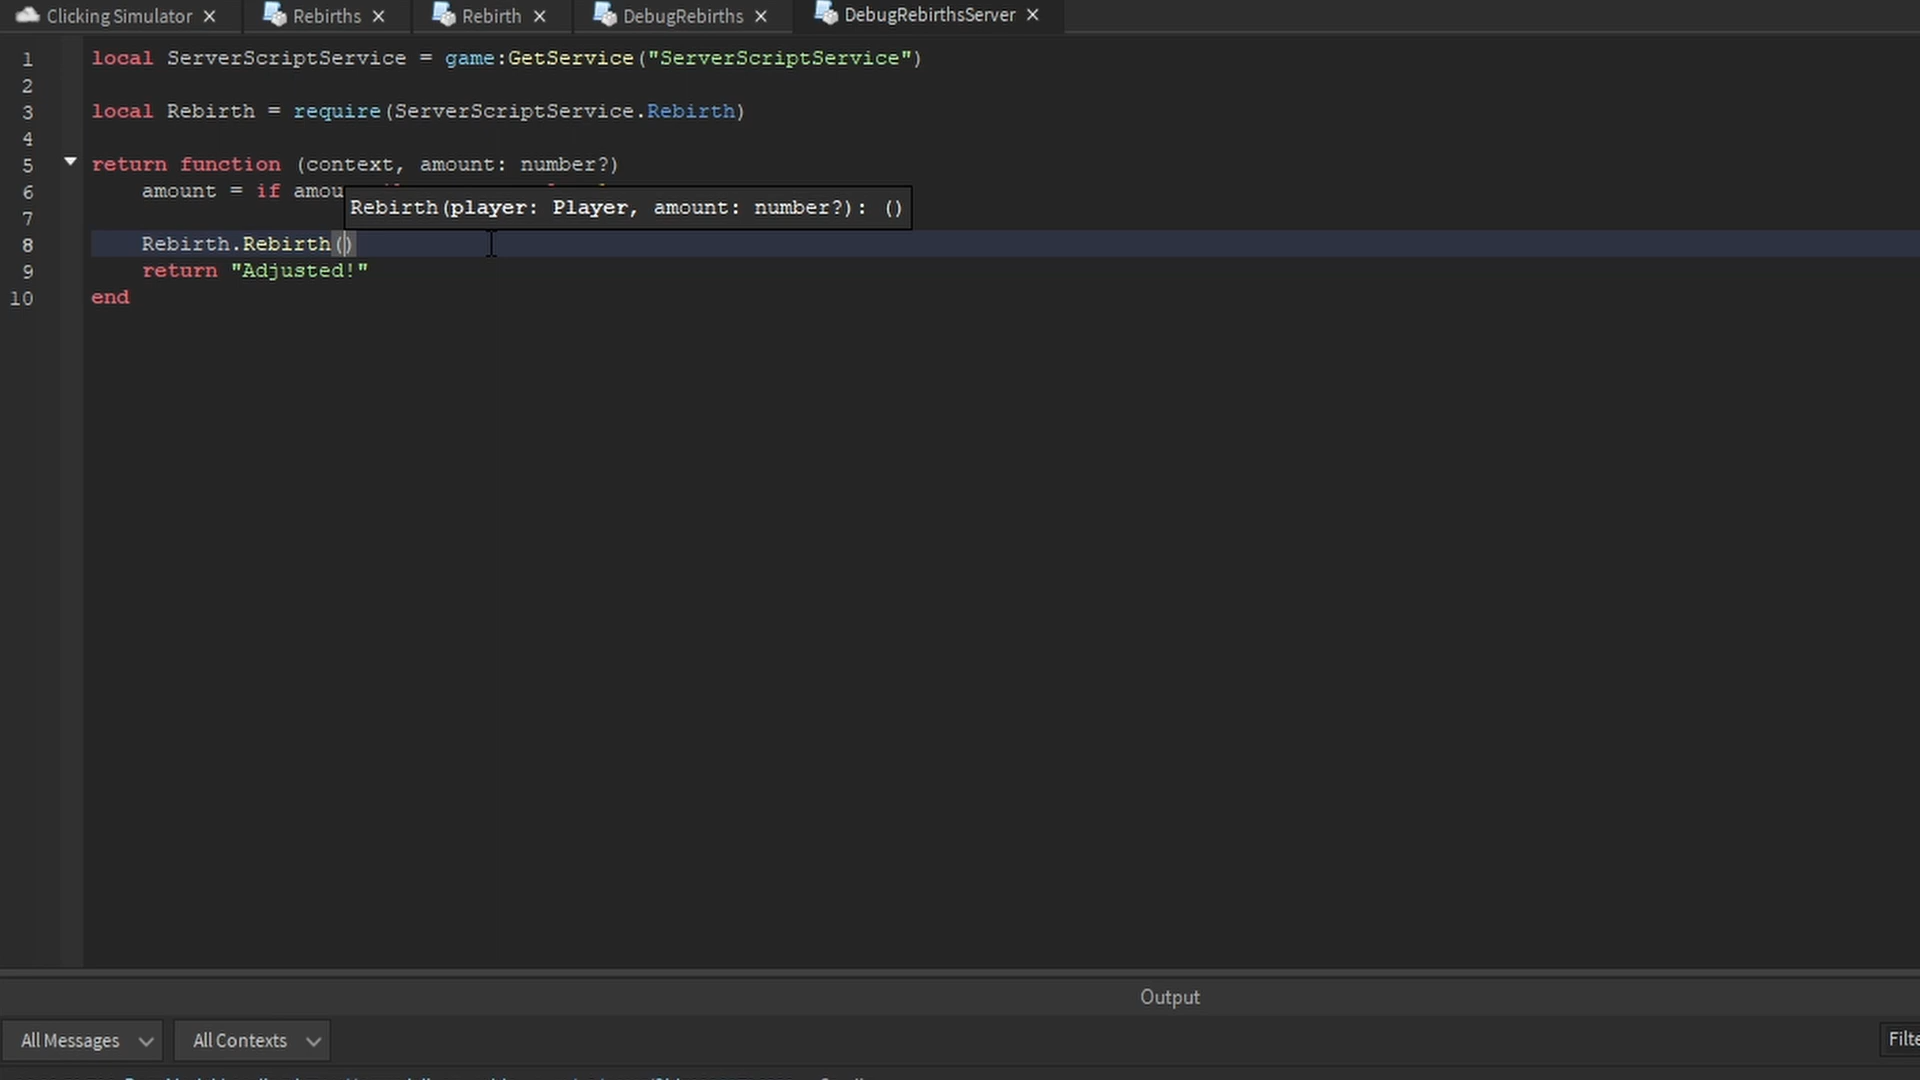 Clicking Simulator
Rebirths
Rebirth
DebugRebirths
DebugRebirthsServer
1 local ServerScriptService = game:GetService("ServerScriptService")
2
3 local Rebirth = require(ServerScriptService.Rebirth)
4
5 return function (context, amount: number?)
6 amount = if amou
Rebirth(player: Player, amount: number?): ()
7
8 Rebirth.Rebirth()
9 return "Adjusted!"
10 end
Output
All Messages
All Contexts
Filte